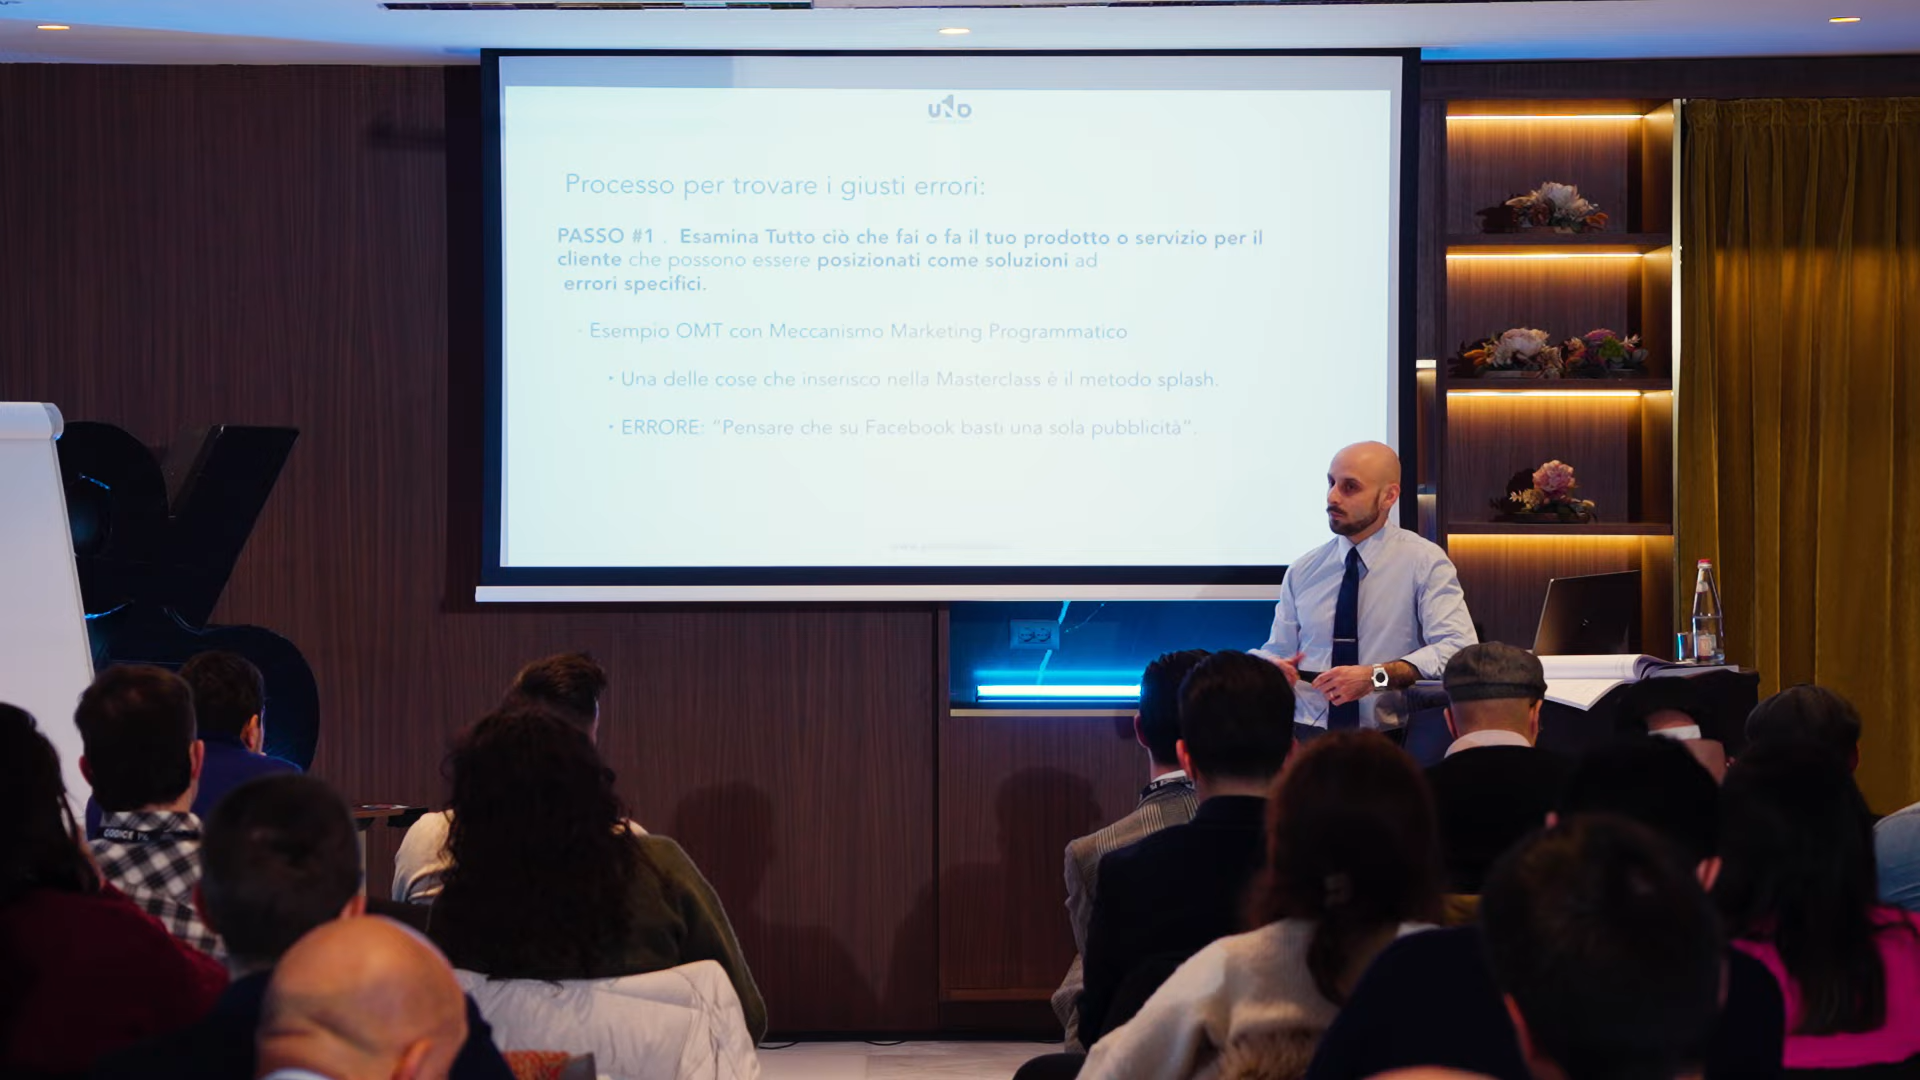 UNO
Processo per trovare i giusti errori:
PASSO #1 . Esamina Tutto ciò che fai o fa il tuo prodotto o servizio per il
cliente che possono essere posizionati come soluzioni ad
errori specifici.
- Esempio OMT con Meccanismo Marketing Programmatico
• Una delle cose che inserisco nella Masterclass è il metodo splash.
• ERRORE: “Pensare che su Facebook basti una sola pubblicità”.
CODICE